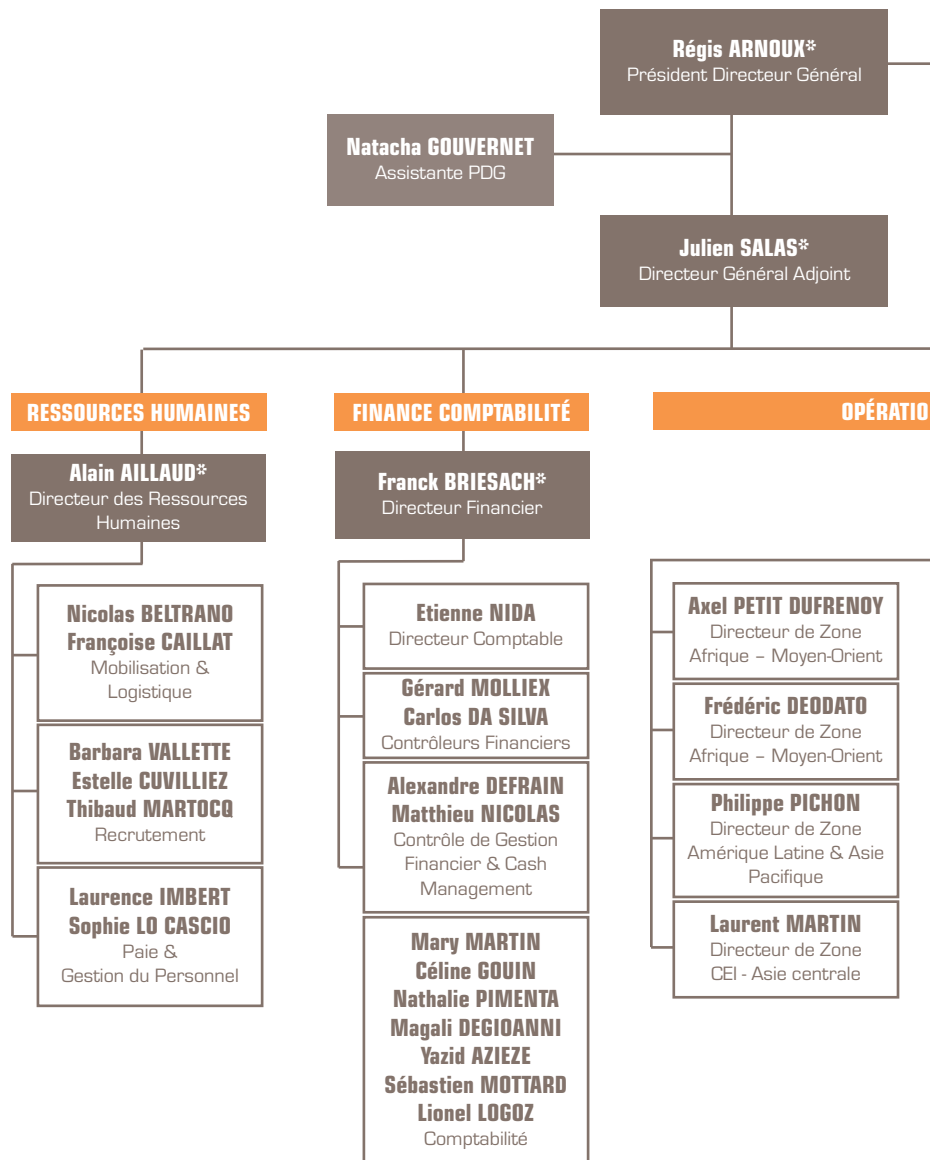 Régis ARNOUX*
Président Directeur Général
Natacha GOUVERNET
Assistante PDG
Julien SALAS*
Directeur Général Adjoint
RESSOURCES HUMAINES
Alain AILLAUD*
Directeur des Ressources
Humaines
Nicolas BELTRANO
Françoise CAILLAT
Mobilisation &
Logistique
Barbara VALLETTE
Estelle CUVILLIEZ
Thibaud MARTOCQ
Recrutement
Laurence IMBERT
Sophie LO CASCIO
Paie &
Gestion du Personnel
FINANCE COMPTABILITÉ
Franck BRIESACH*
Directeur Financier
Etienne NIDA
Directeur Comptable
Gérard MOLLIEX
Carlos DA SILVA
Contrôleurs Financiers
Alexandre DEFRAIN
Matthieu NICOLAS
Contrôle de Gestion
Financier & Cash
Management
Mary MARTIN
Céline GOUIN
Nathalie PIMENTA
Magali DEGIOANNI
Yazid AZIEZE
Sébastien MOTTARD
Lionel LOGOZ
Comptabilité
OPÉRATIO
Axel PETIT DUFRENOY
Directeur de Zone
Afrique – Moyen-Orient
Frédéric DEODATO
Directeur de Zone
Afrique – Moyen-Orient
Philippe PICHON
Directeur de Zone
Amérique Latine & Asie
Pacifique
Laurent MARTIN
Directeur de Zone
CEI - Asie centrale